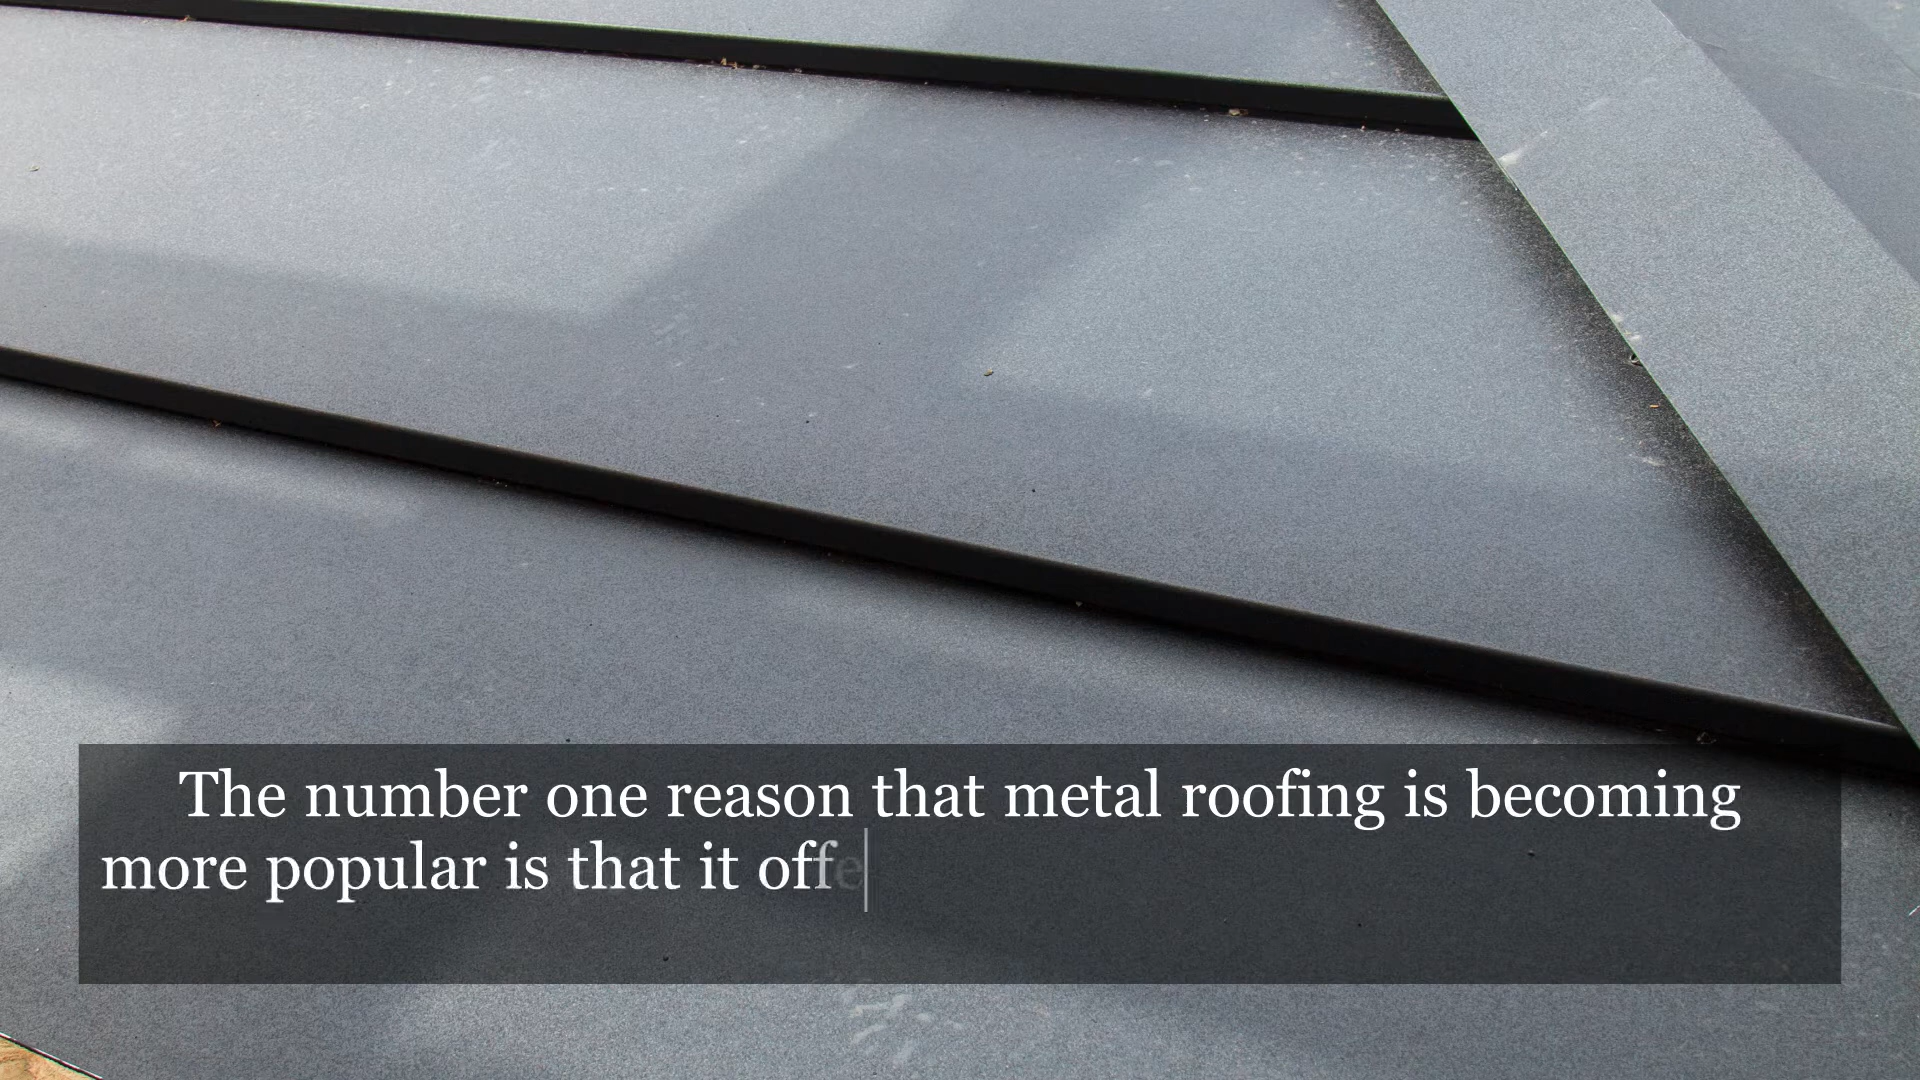 The number one reason that metal roofing is becoming
more popular is that it offe